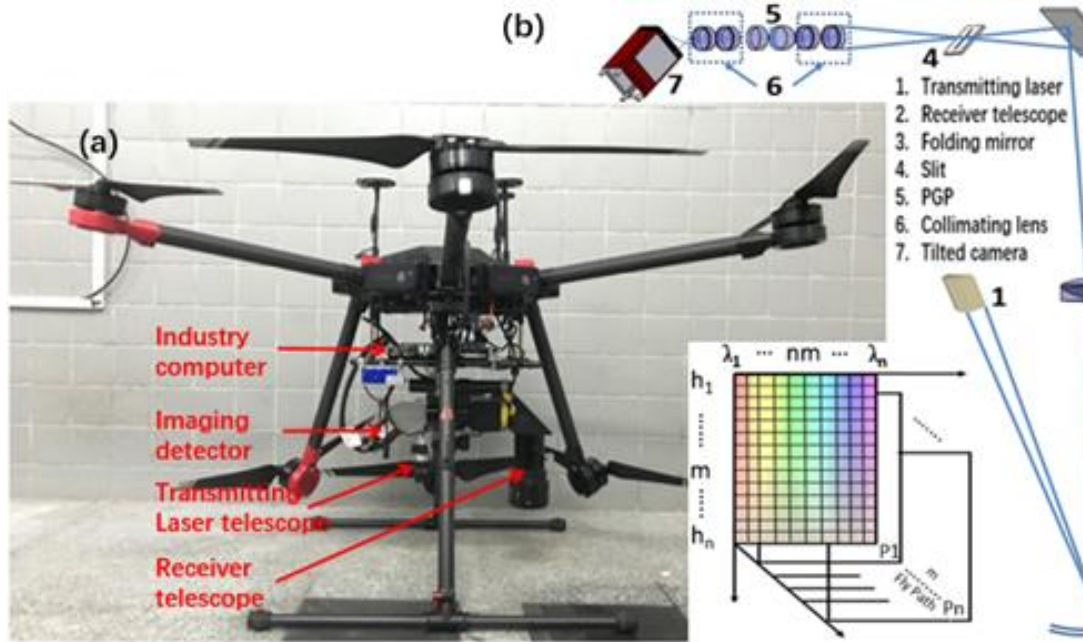 (b)
5
4
7
6
1. Transmitting laser
2. Receiver telescope
3. Folding mirror
4. Slit
5. PGP
6. Collimating lens
7. Tilted camera
(a)
1
Industry
computer
Imaging
detector
Transmitting
Laser telescope
Receiver
telescope
λ1 ··· nm ··· λn
h1
m
hn
P1
m
Fly Path
Pn